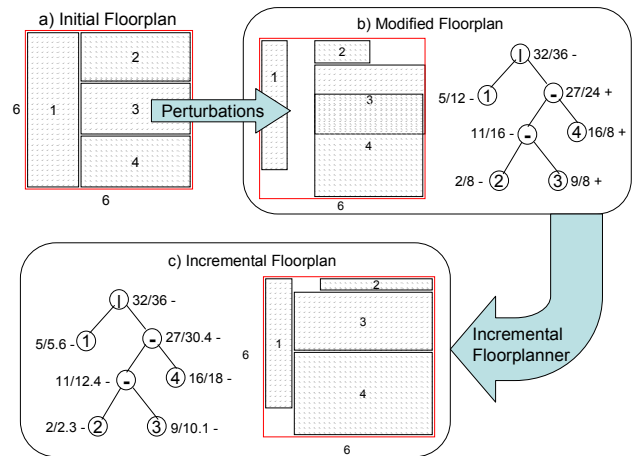 a) Initial Floorplan
1
2
3
4
6
6
Perturbations
b) Modified Floorplan
1
2
3
4
6
| 32/36 -
5/12 - 1
- 27/24 +
11/16 - -
4 16/8 +
2/8 - 2
9/8 + 3
Incremental
Floorplanner
c) Incremental Floorplan
| 32/36 -
5/5.6 - 1
- 27/30.4 -
11/12.4 - -
4 16/18 -
2/2.3 - 2
3 9/10.1 -
1
2
3
4
6
6